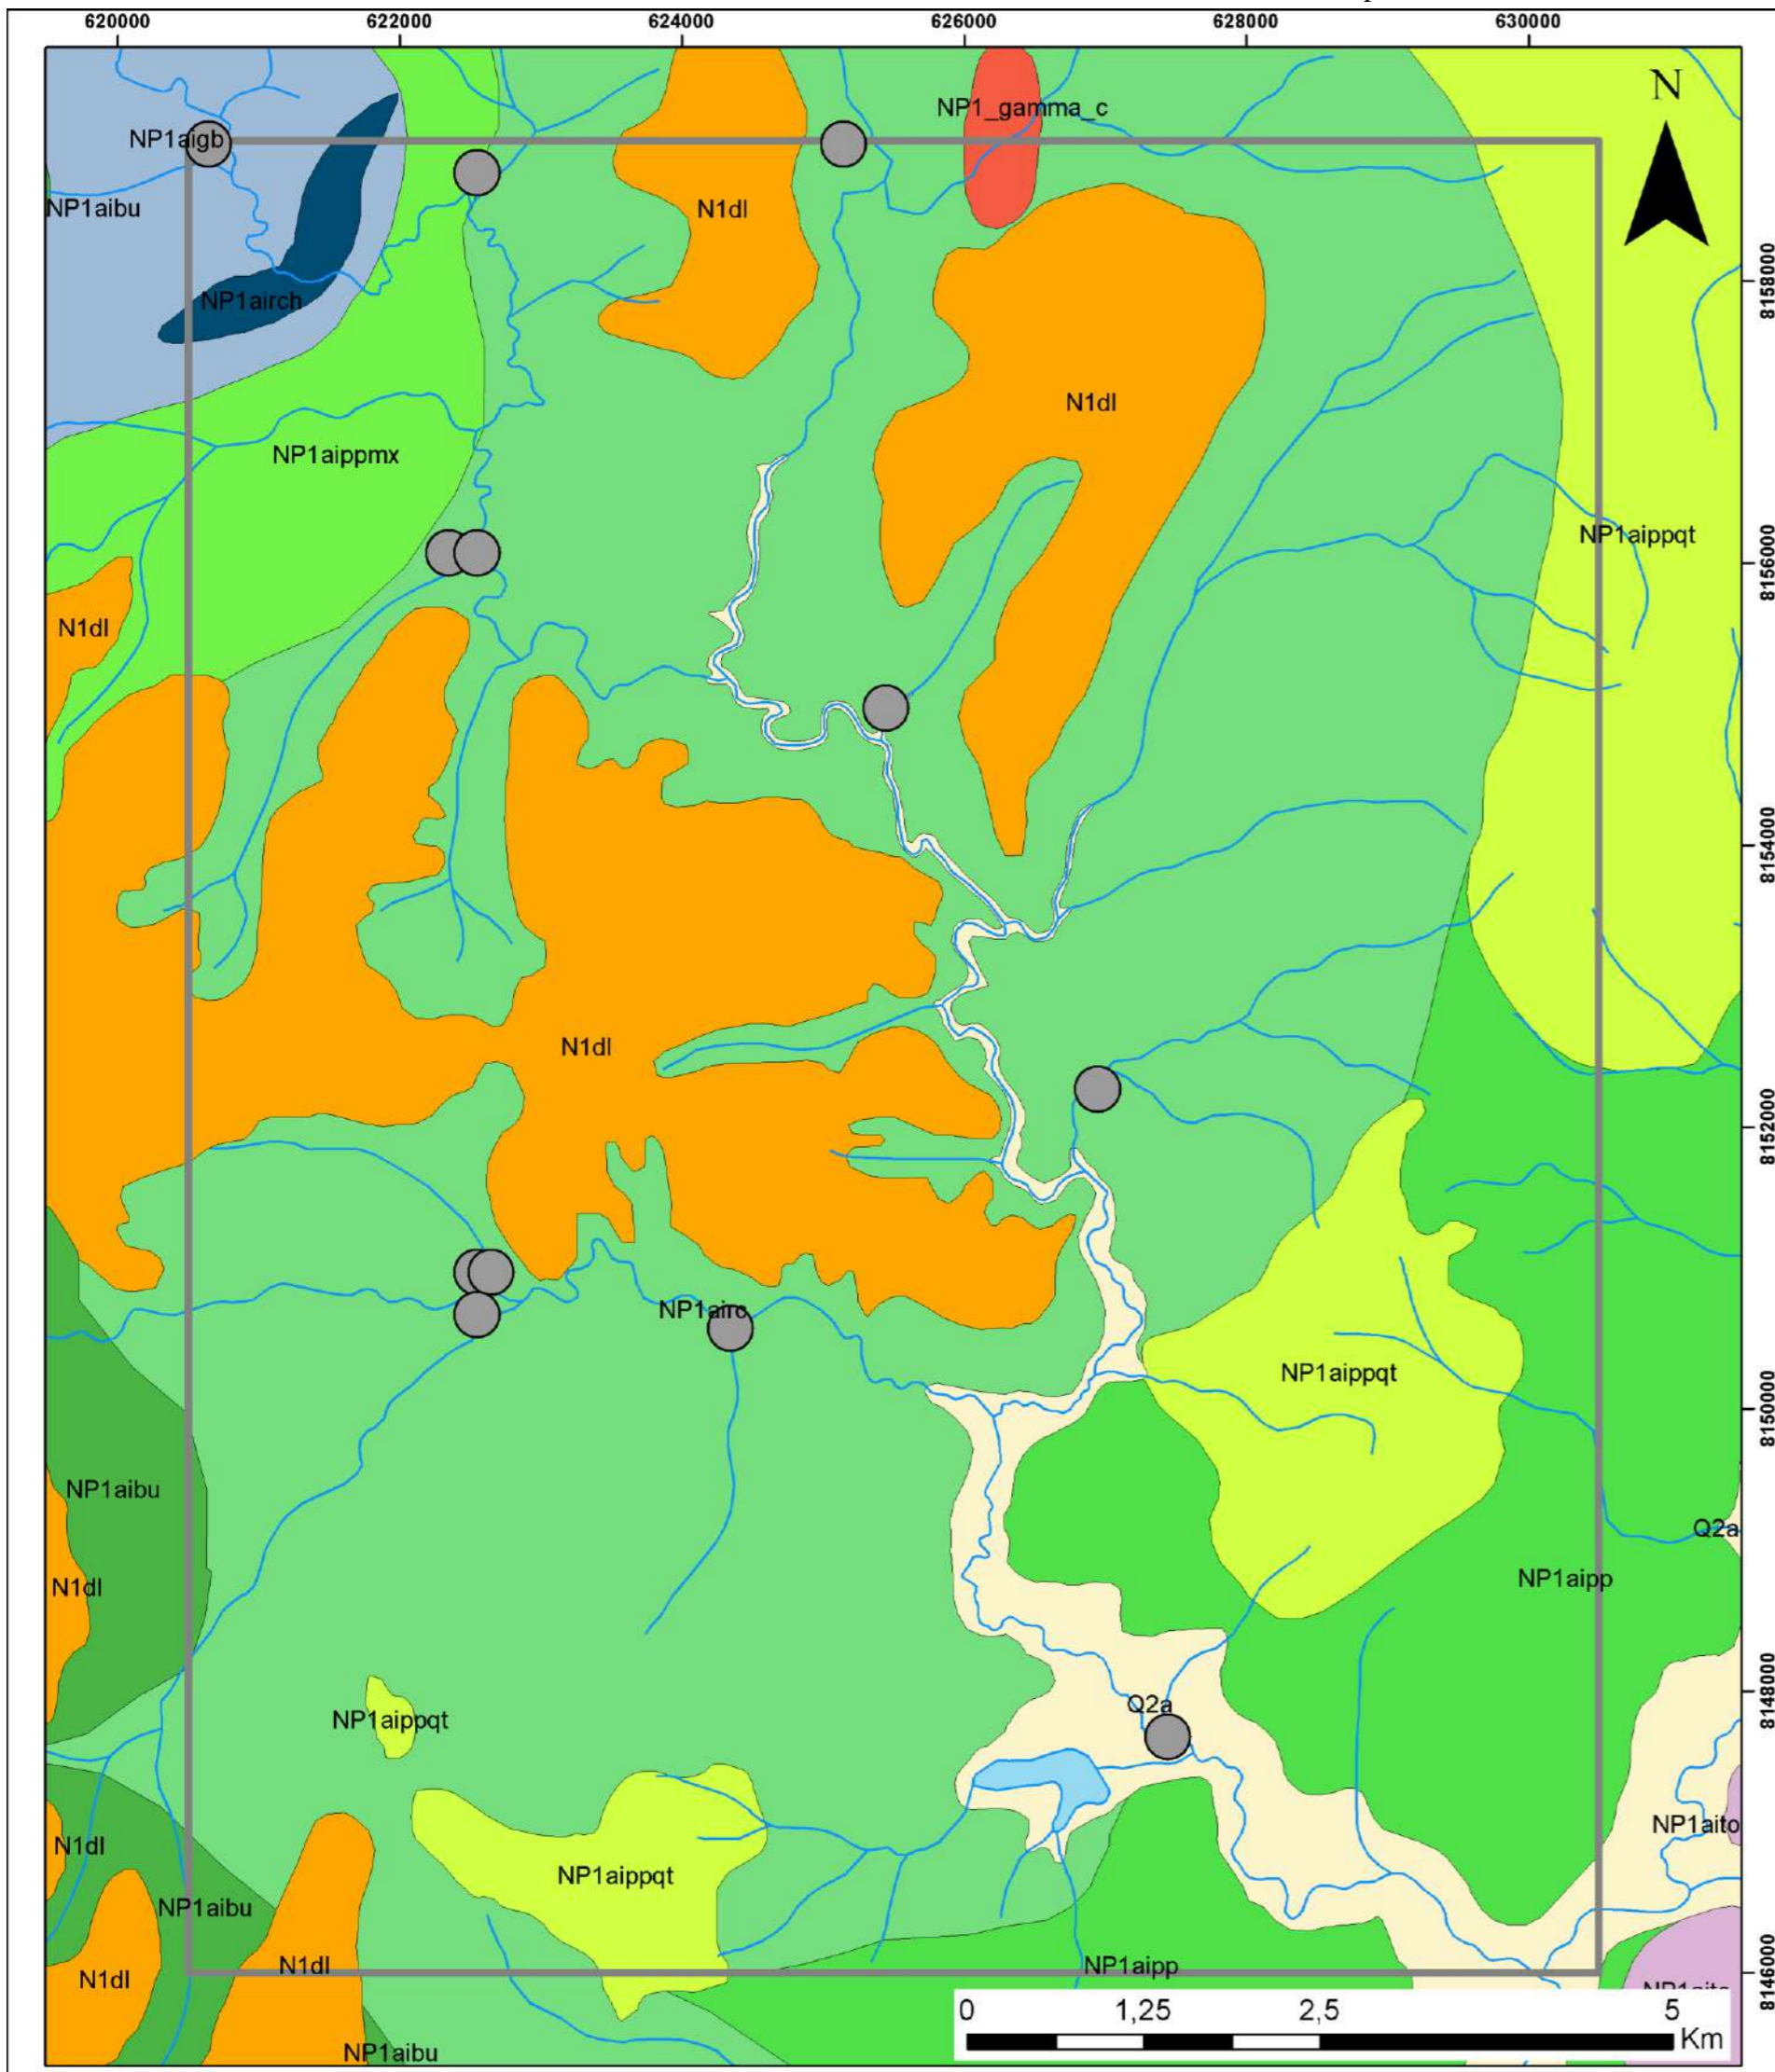 620000 622000 624000 626000 628000 630000
N
NP1_gamma_c
NP1aigb
NP1aibu
N1dl
8158000
NP1airch
N1dl
NP1aippmx
NP1aippqt
8156000
N1dl
8154000
N1dl
8152000
NP1airc
NP1aippqt
8150000
NP1aibu
Q2a
N1dl
NP1aipp
Q2a
8148000
NP1aippqt
NP1aito
N1dl
NP1aippqt
NP1aibu
N1dl
N1dl
NP1aipp
8146000
NP1aito
0 1,25 2,5 5
Km
NP1aibu